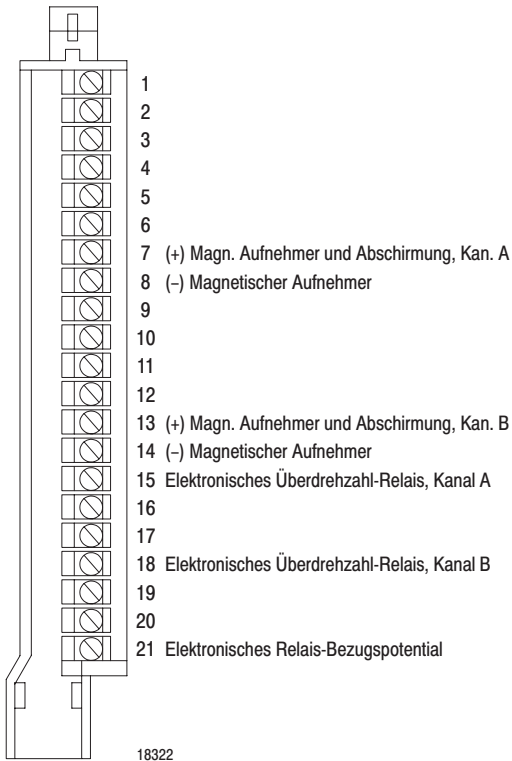 1
2
3
4
5
6
7 (+) Magn. Aufnehmer und Abschirmung, Kan. A
8 (–) Magnetischer Aufnehmer
9
10
11
12
13 (+) Magn. Aufnehmer und Abschirmung, Kan. B
14 (–) Magnetischer Aufnehmer
15 Elektronisches Überdrehzahl-Relais, Kanal A
16
17
18 Elektronisches Überdrehzahl-Relais, Kanal B
19
20
21 Elektronisches Relais-Bezugspotential
18322